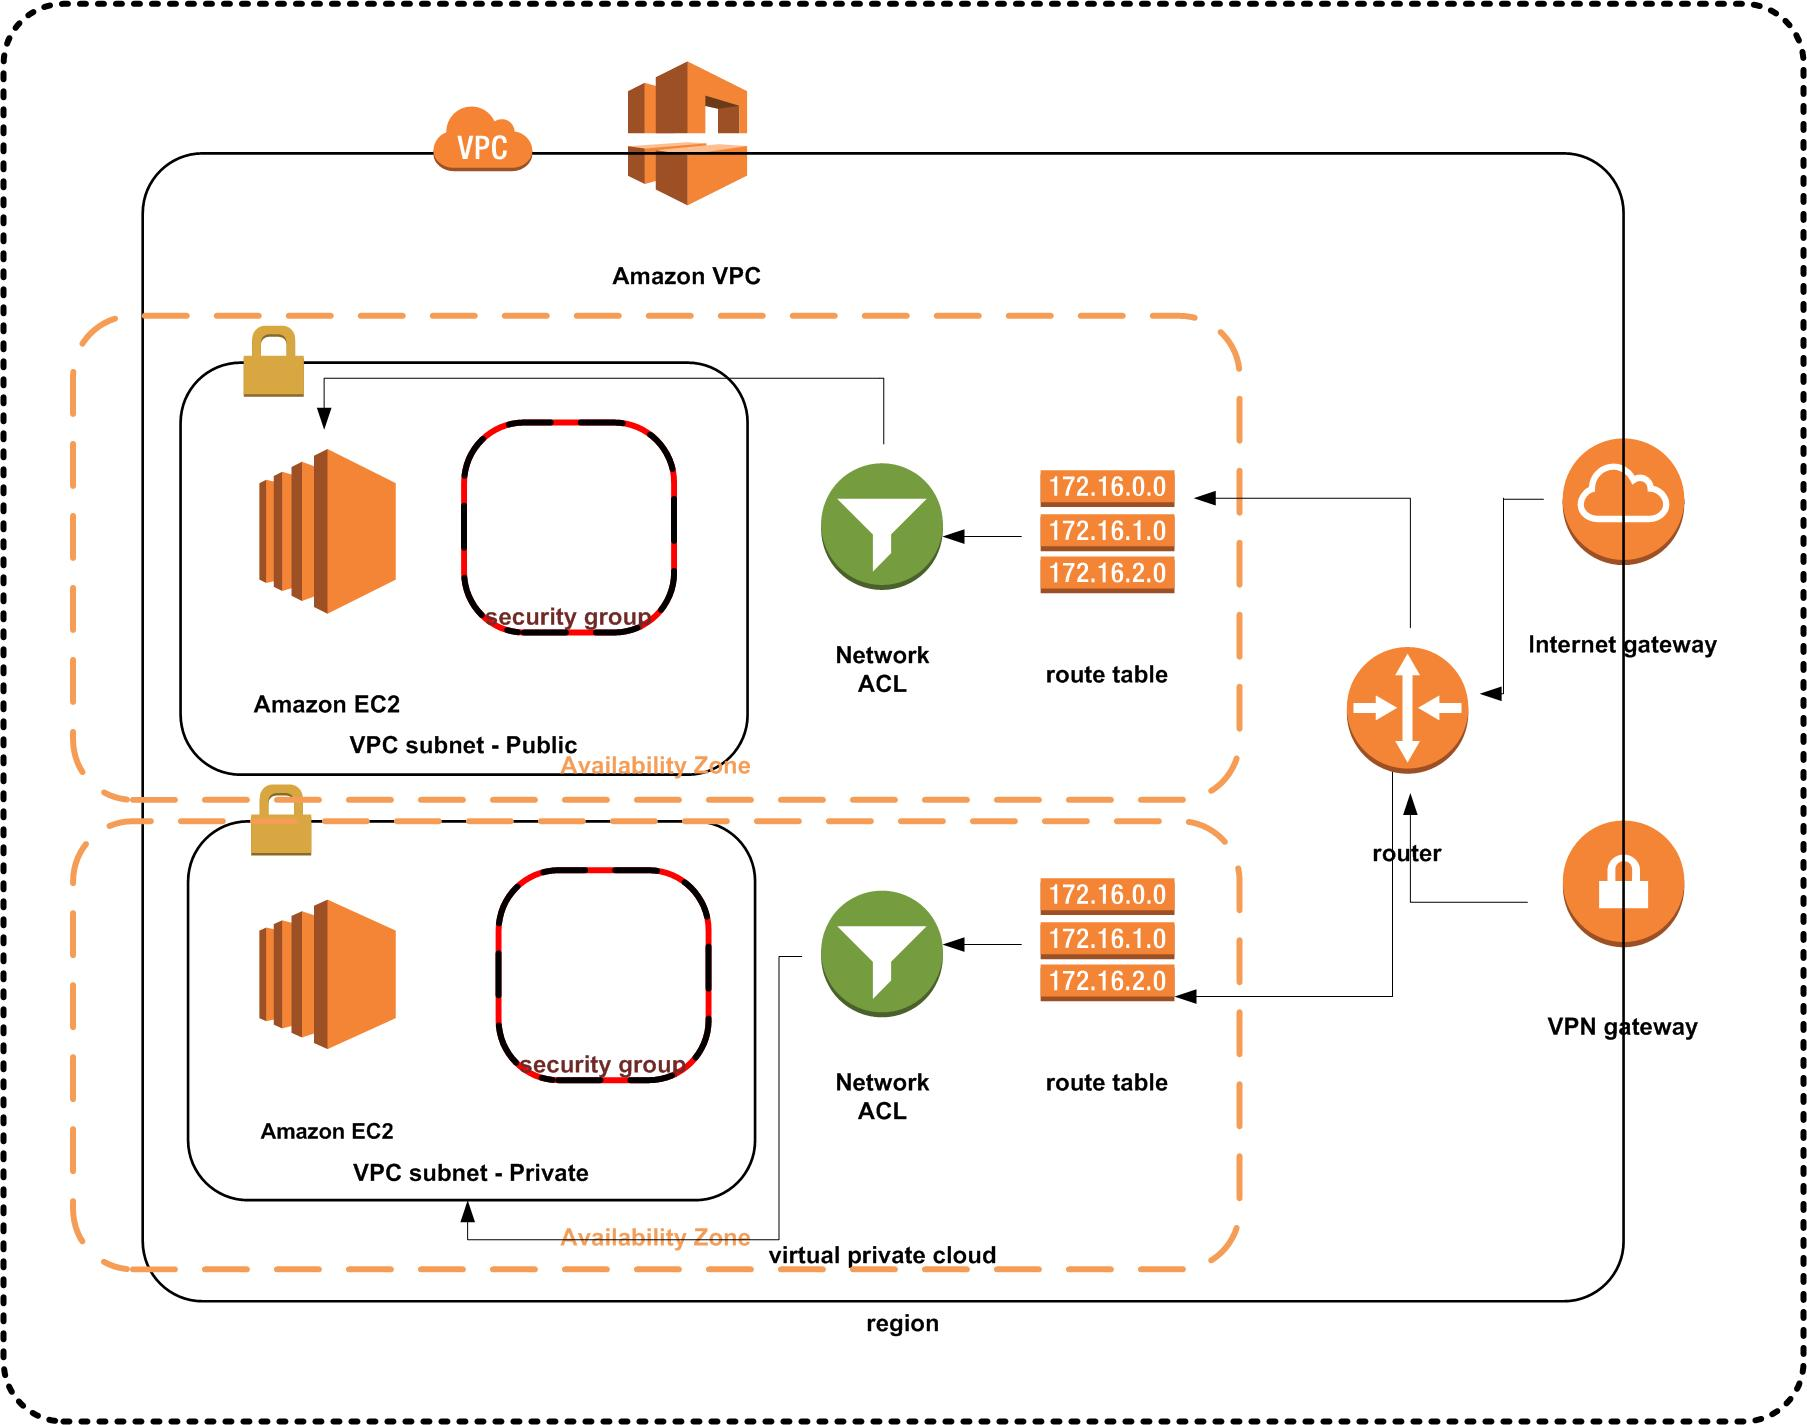 VPC
Amazon VPC
172.16.0.0
172.16.1.0
172.16.2.0
security group
Internet gateway
Network
ACL
route table
Amazon EC2
VPC subnet - Public
Availability Zone
router
172.16.0.0
172.16.1.0
172.16.2.0
VPN gateway
security group
Network
ACL
route table
Amazon EC2
VPC subnet - Private
Availability Zone
virtual private cloud
region